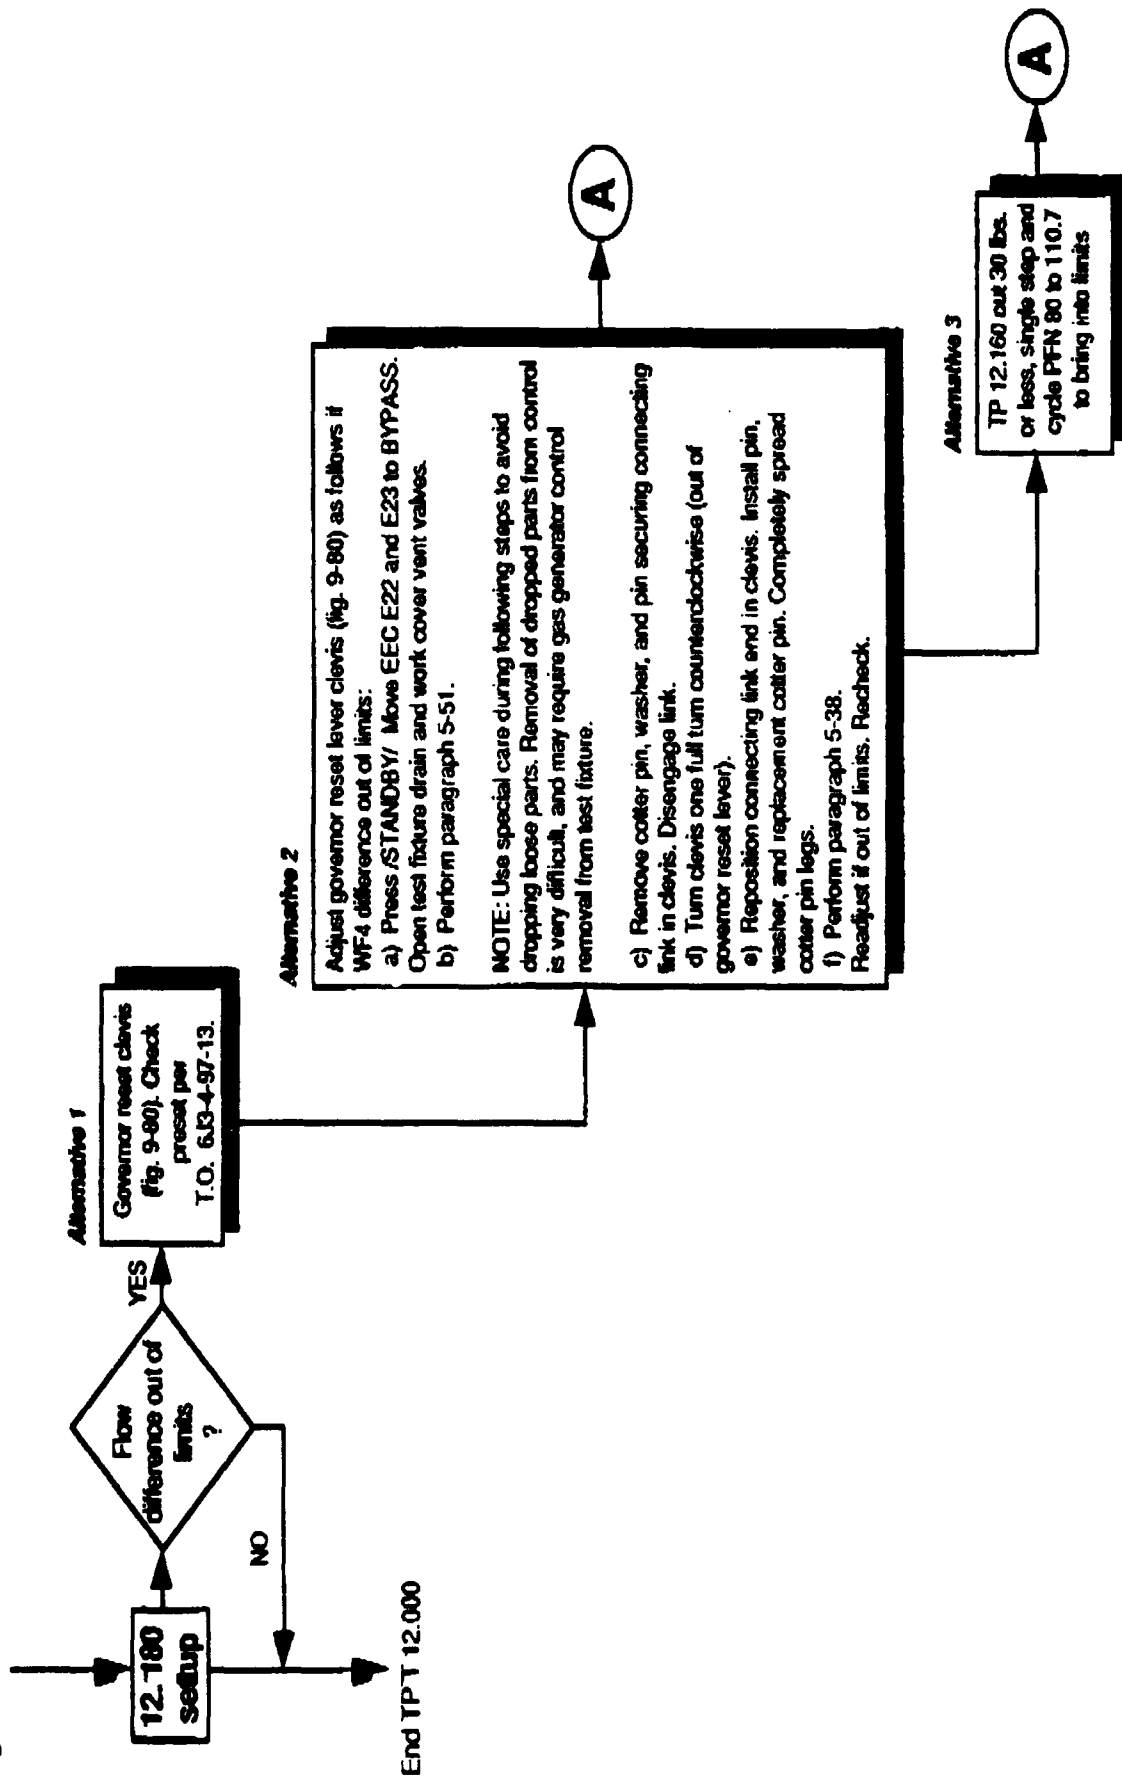 12.180
setup
Flow
difference out of
limits
?
YES
NO
End TPT 12.000
Alternative 1
Governor reset clevis
(fig. 9-80). Check
preset per
T.O. 6J3-4-97-13.
Alternative 2
Adjust governor reset lever clevis (fig. 9-80) as follows if
WF4 difference out of limits:
a) Press /STANDBY/ Move EEC E22 and E23 to BYPASS.
Open test fixture drain and work cover vent valves.
b) Perform paragraph 5-51.
NOTE: Use special care during following steps to avoid
dropping loose parts. Removal of dropped parts from control
is very difficult, and may require gas generator control
removal from test fixture.
c) Remove cotter pin, washer, and pin securing connecting
link in clevis. Disengage link.
d) Turn clevis one full turn counterclockwise (out of
governor reset lever).
e) Reposition connecting link end in clevis. Install pin,
washer, and replacement cotter pin. Completely spread
cotter pin legs.
f) Perform paragraph 5-38.
Readjust if out of limits. Recheck.
A
Alternative 3
TP 12.160 out 30 lbs.
or less, single step and
cycle PFN 80 to 110.7
to bring into limits
A